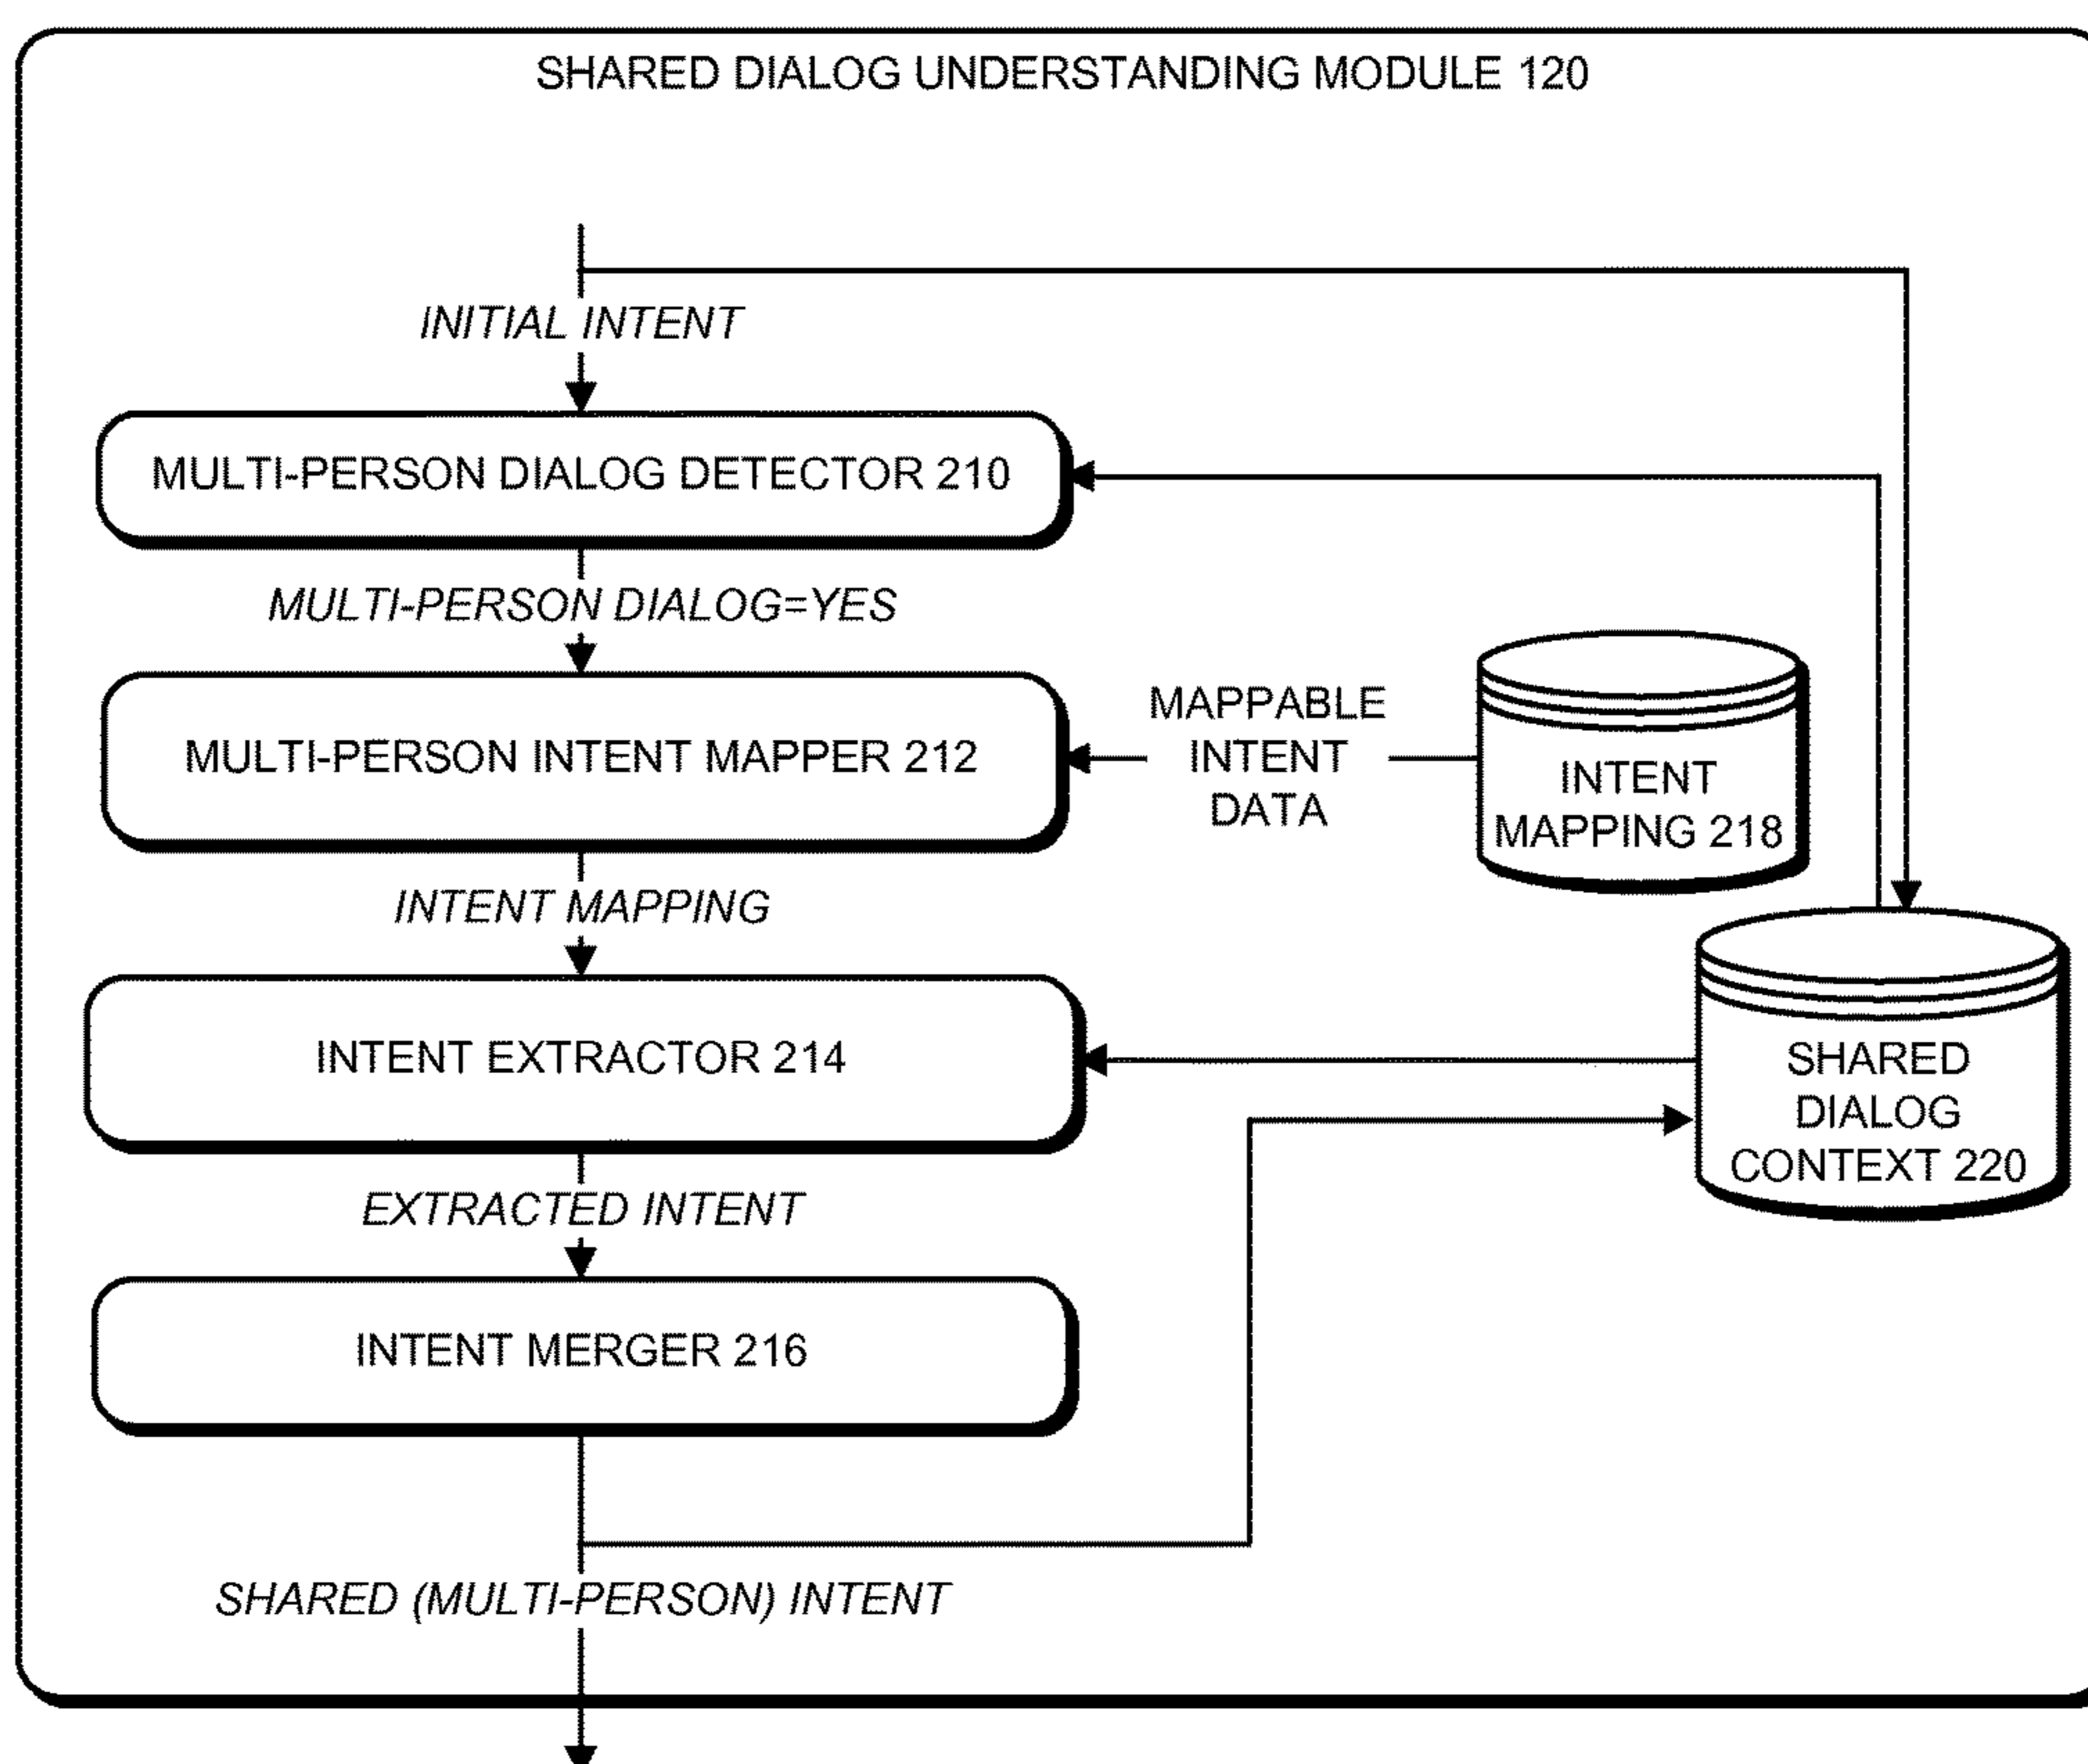 SHARED DIALOG UNDERSTANDING MODULE 120
INITIAL INTENT
MULTI-PERSON DIALOG DETECTOR 210
MULTI-PERSON DIALOG=YES
MULTI-PERSON INTENT MAPPER 212
MAPPABLE
INTENT
DATA
INTENT
MAPPING 218
INTENT MAPPING
INTENT EXTRACTOR 214
SHARED
DIALOG
CONTEXT 220
EXTRACTED INTENT
INTENT MERGER 216
SHARED (MULTI-PERSON) INTENT